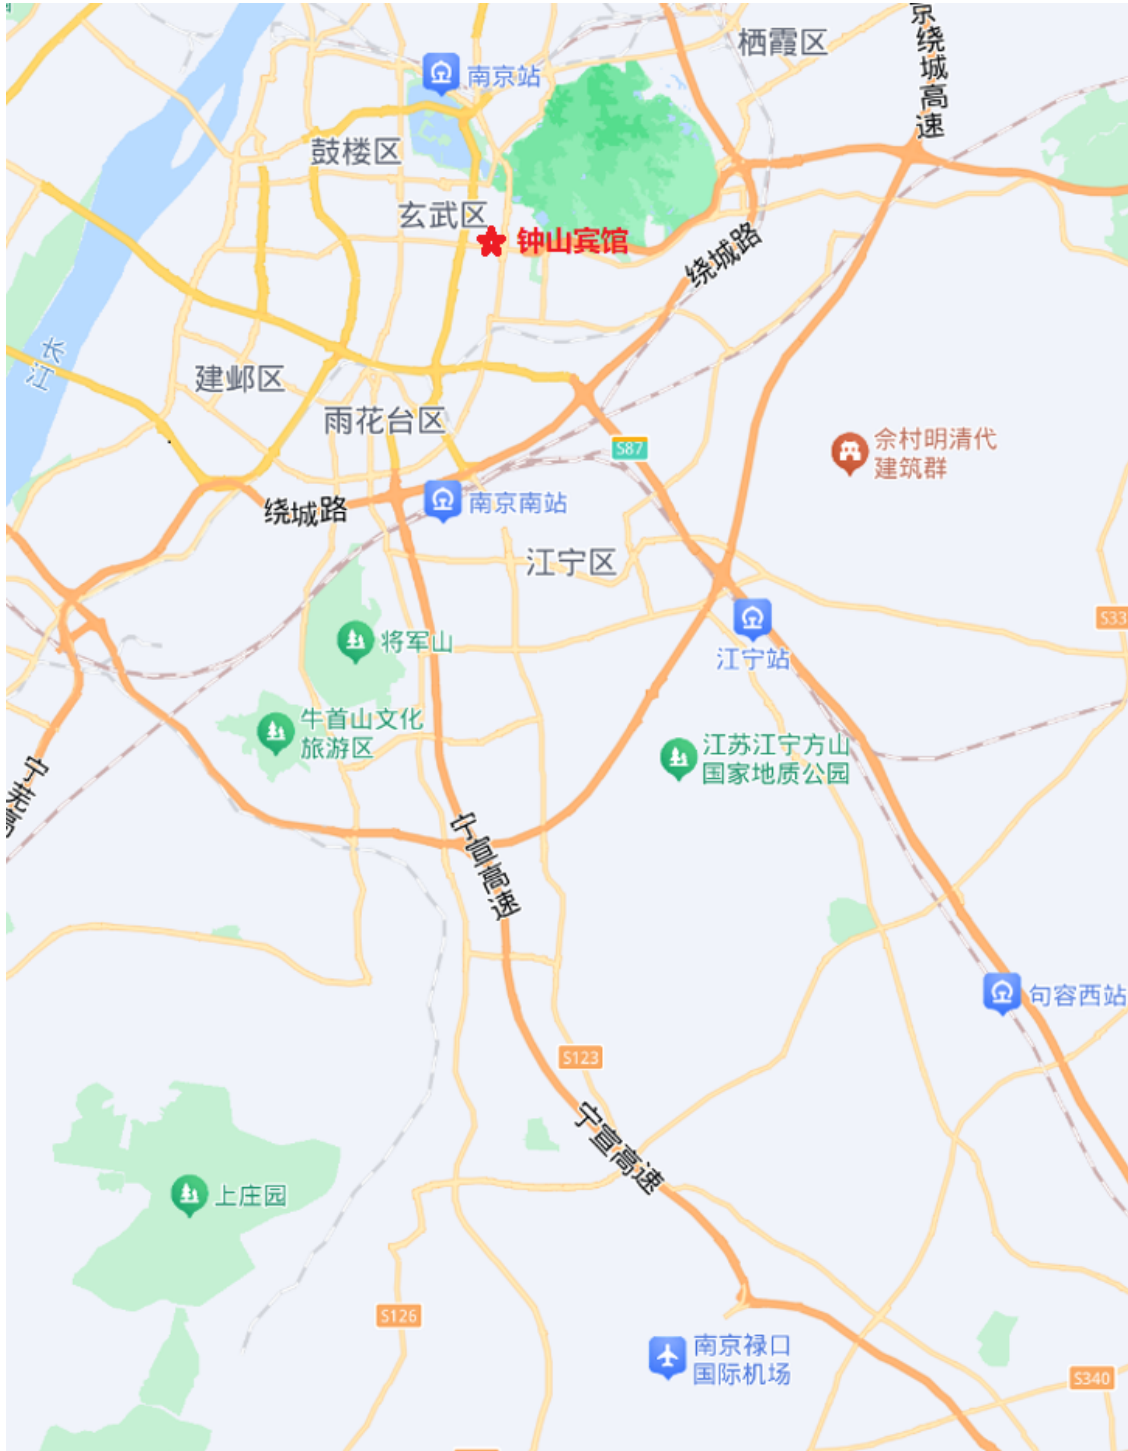 栖霞区
京绕城高速
南京站
鼓楼区
玄武区
钟山宾馆
绕城路
长江
建邺区
雨花台区
S87
佘村明清代
建筑群
绕城路
南京南站
江宁区
S33
将军山
江宁站
牛首山文化
旅游区
江苏江宁方山
国家地质公园
宁芜高
宁宣高速
句容西站
S123
宁宣高速
上庄园
S126
南京禄口
国际机场
S340